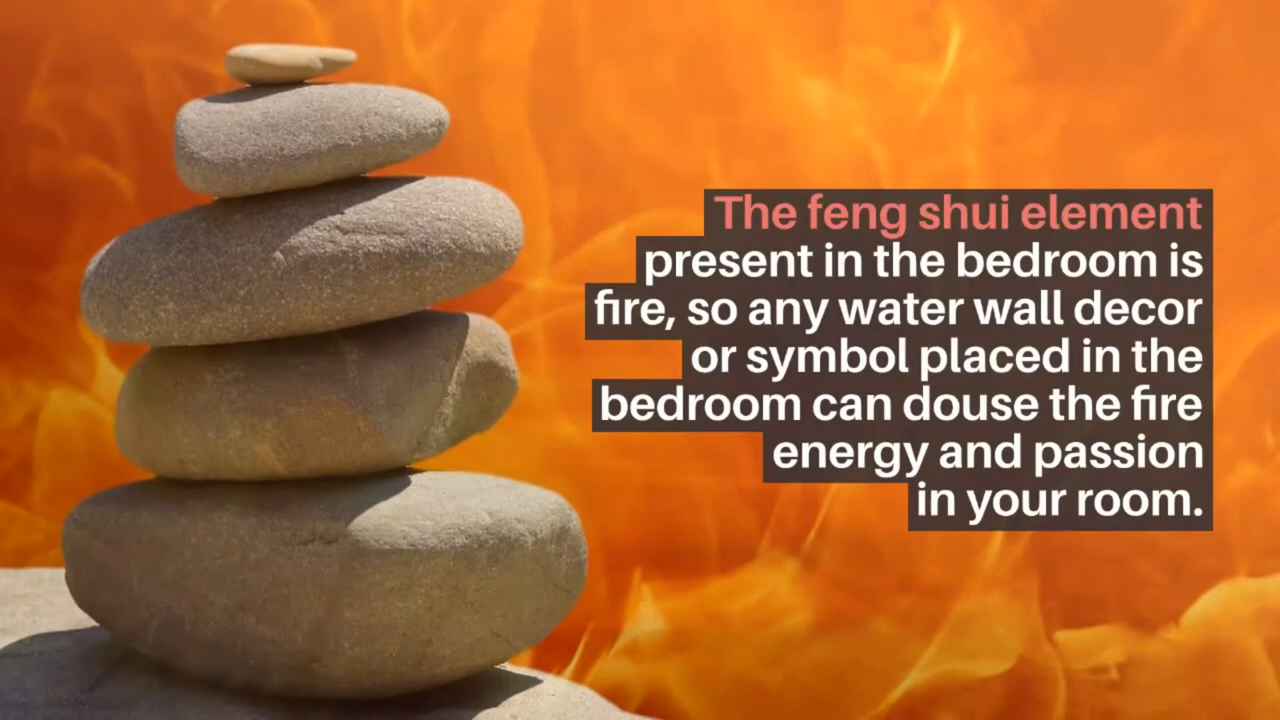 The feng shui element
present in the bedroom is
fire, so any water wall decor
or symbol placed in the
bedroom can douse the fire
energy and passion
in your room.